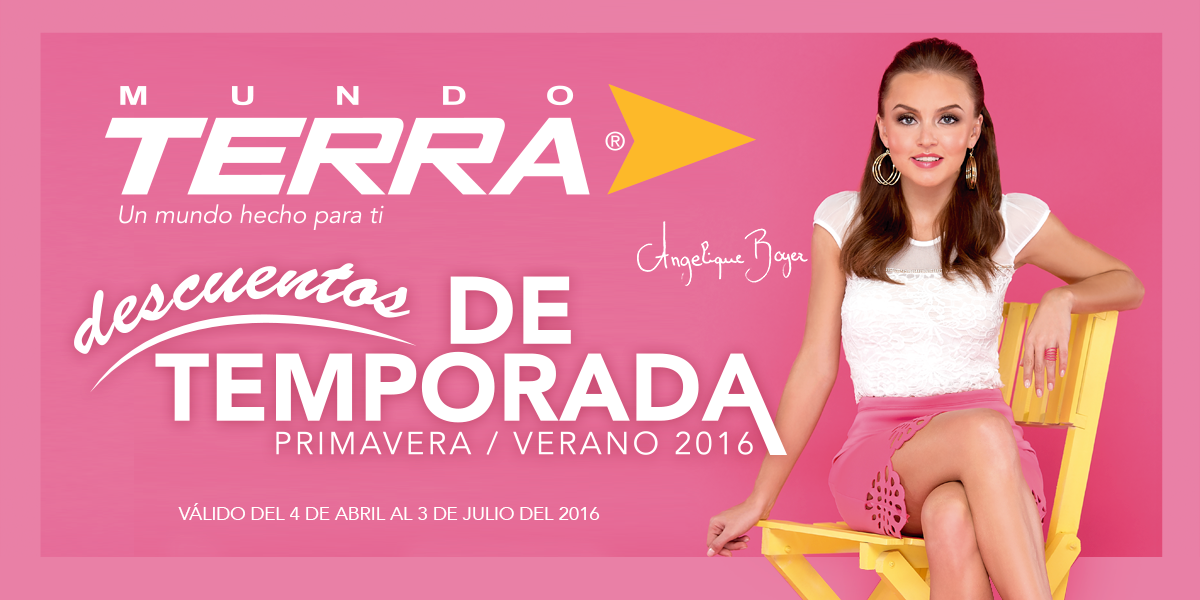 MUNDO
TERRA®
Un mundo hecho para ti
Angelique Boyer
descuentos DE
TEMPORADA
PRIMAVERA / VERANO 2016
VÁLIDO DEL 4 DE ABRIL AL 3 DE JULIO DEL 2016